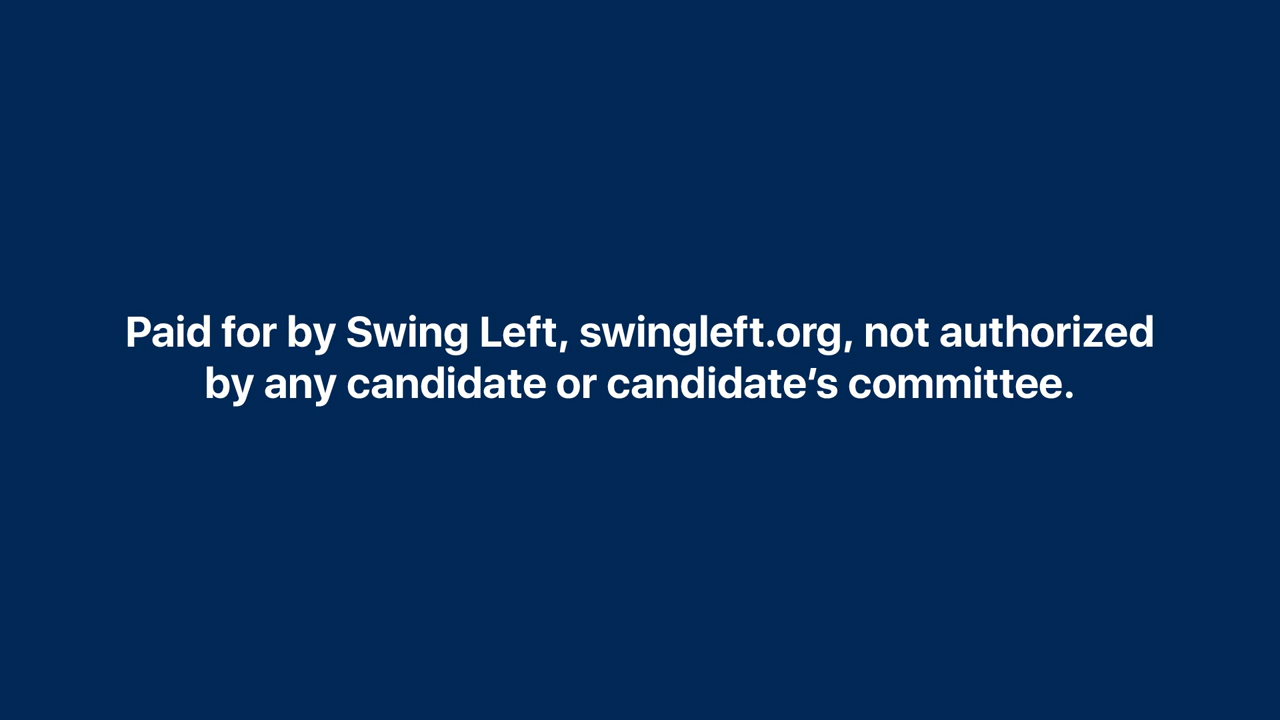 Paid for by Swing Left, swingleft.org, not authorized
by any candidate or candidate’s committee.